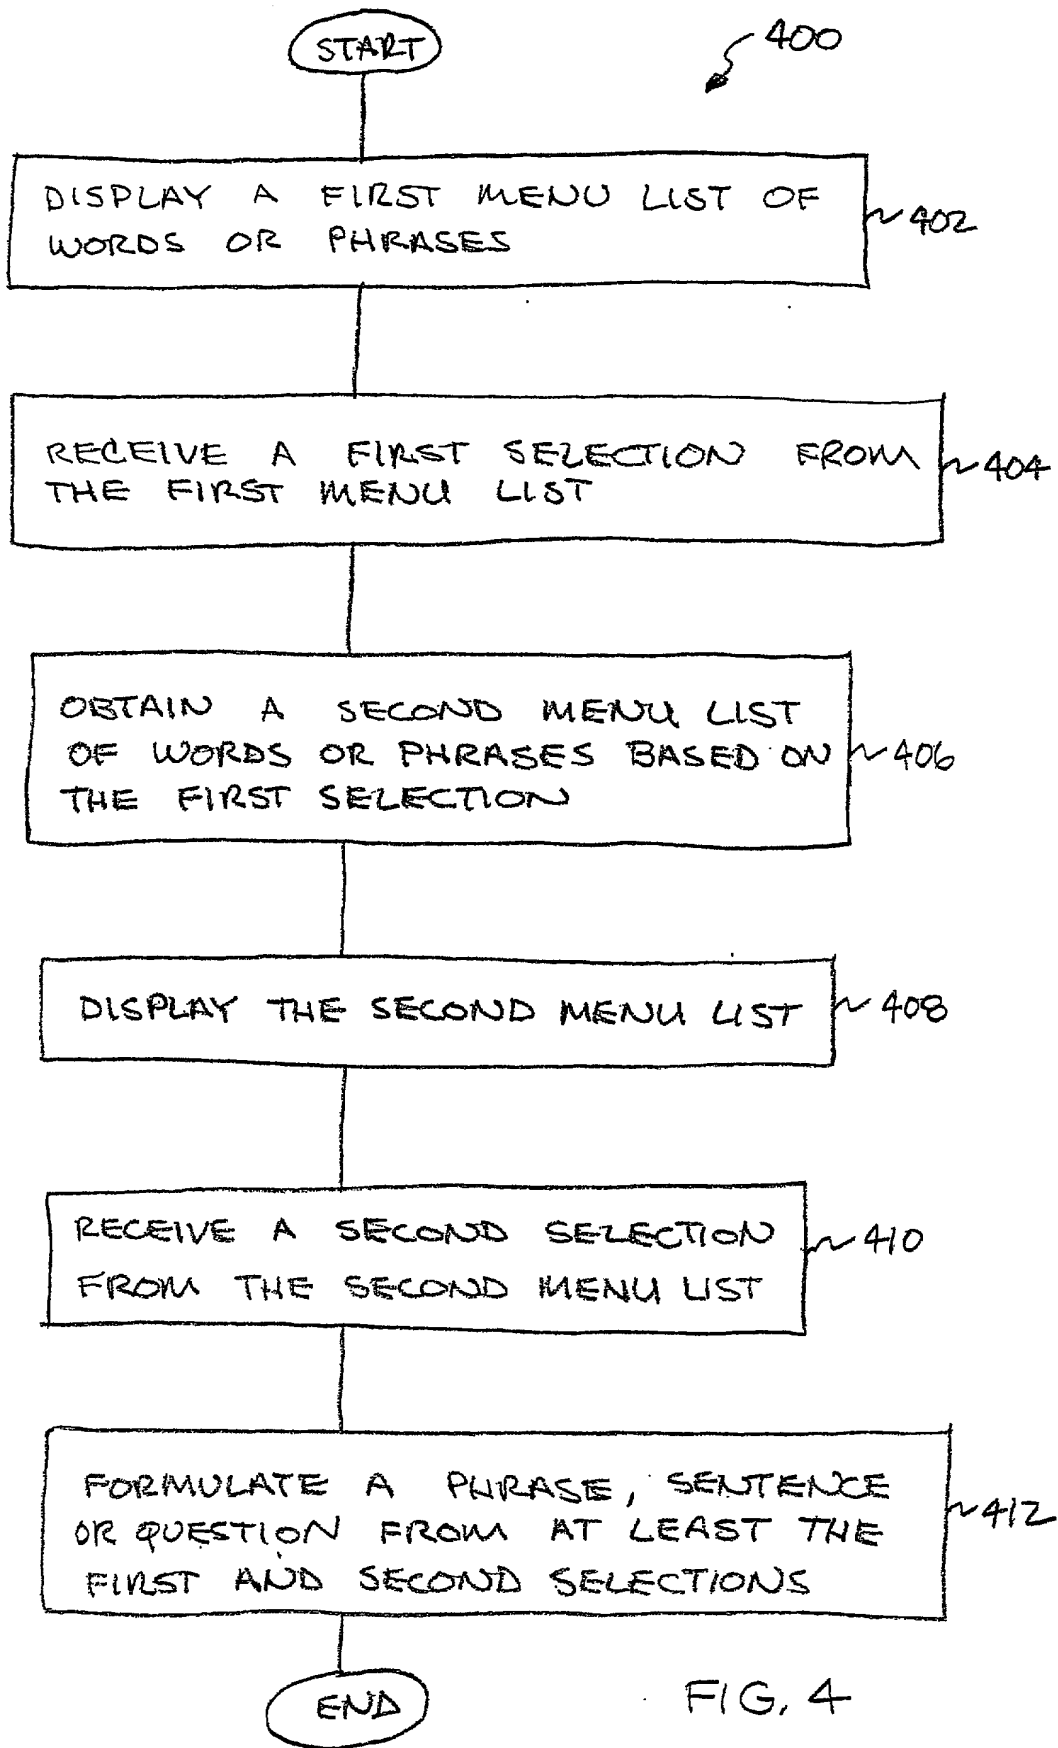 START
400
DISPLAY A FIRST MENU LIST OF
WORDS OR PHRASES
402
RECEIVE A FIRST SELECTION FROM
THE FIRST MENU LIST
404
OBTAIN A SECOND MENU LIST
OF WORDS OR PHRASES BASED ON
THE FIRST SELECTION
406
DISPLAY THE SECOND MENU LIST
408
RECEIVE A SECOND SELECTION
FROM THE SECOND MENU LIST
410
FORMULATE A PHRASE, SENTENCE
OR QUESTION FROM AT LEAST THE
FIRST AND SECOND SELECTIONS
412
END
FIG. 4